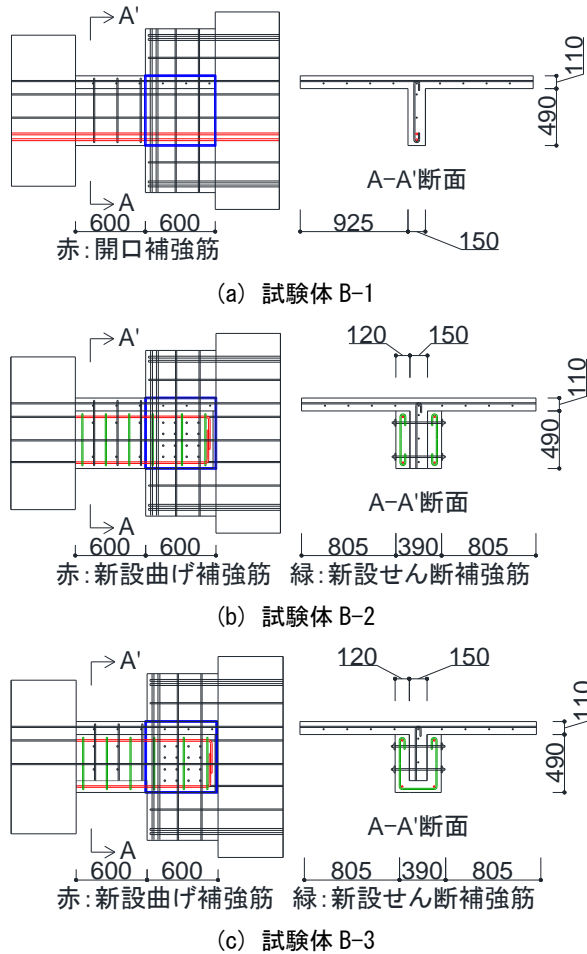 A'
A
600 600
赤：開口補強筋
110
490
A-A'断面
925
150
(a) 試験体 B-1
A'
A
600 600
赤：新設曲げ補強筋
120 150
110
490
A-A'断面
805 390 805
緑：新設せん断補強筋
(b) 試験体 B-2
A'
A
600 600
赤：新設曲げ補強筋
120 150
110
490
A-A'断面
805 390 805
緑：新設せん断補強筋
(c) 試験体 B-3